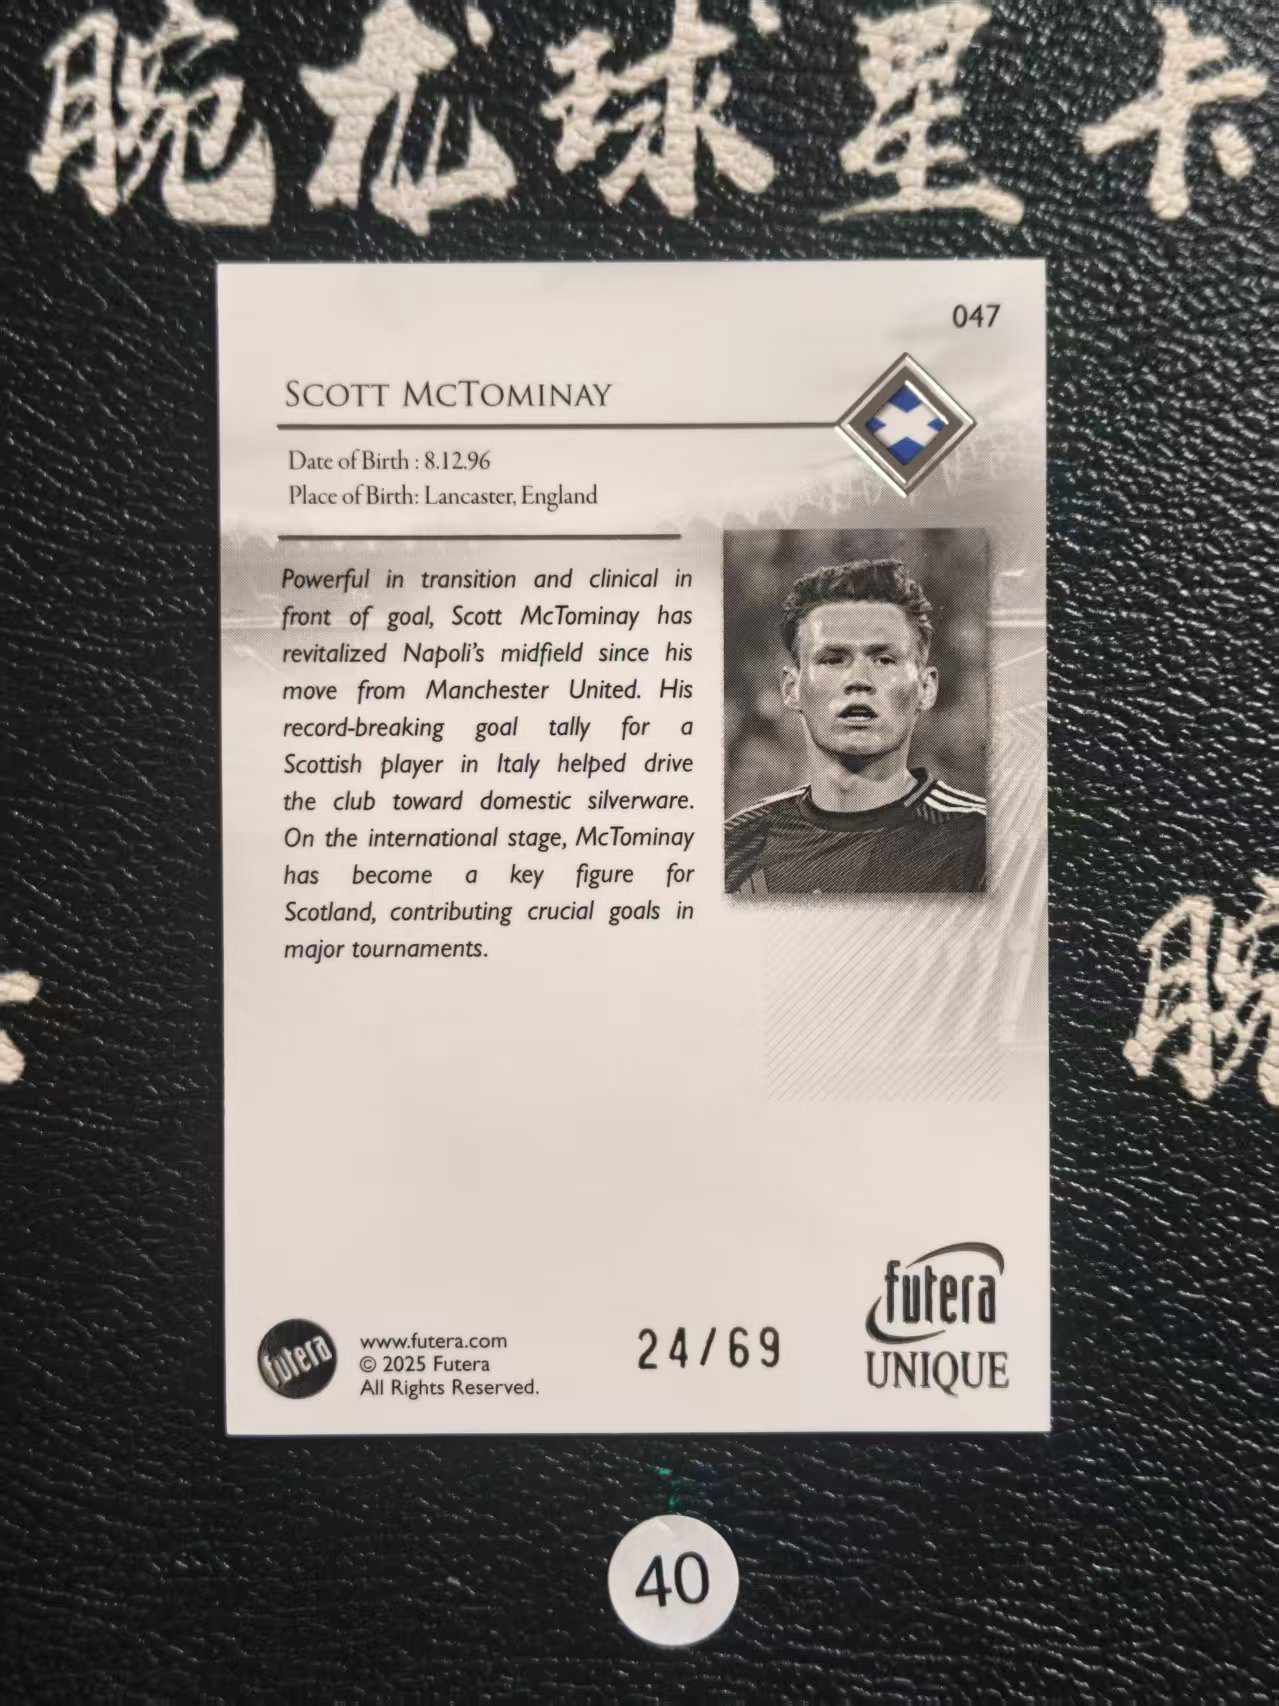 腕儿球星卡
047
SCOTT MCTOMINAY
Date of Birth : 8.12.96
Place of Birth: Lancaster, England
Powerful in transition and clinical in
front of goal, Scott McTominay has
revitalized Napoli's midfield since his
move from Manchester United. His
record-breaking goal tally for a
Scottish player in Italy helped drive
the club toward domestic silverware.
On the international stage, McTominay
has become a key figure for
Scotland, contributing crucial goals in
major tournaments.
腕
futera
www.futera.com
© 2025 Futera
All Rights Reserved.
24/69
futera
UNIQUE
40